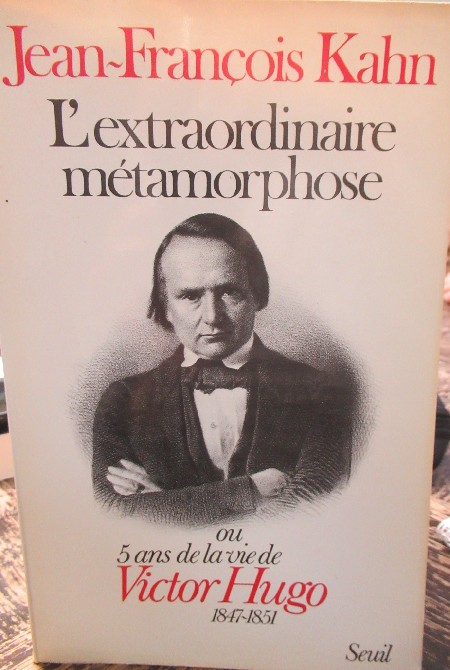 Jean-François Kahn
L'extraordinaire
métamorphose
ou
5 ans de la vie de
Victor Hugo
1847-1851
Seuil